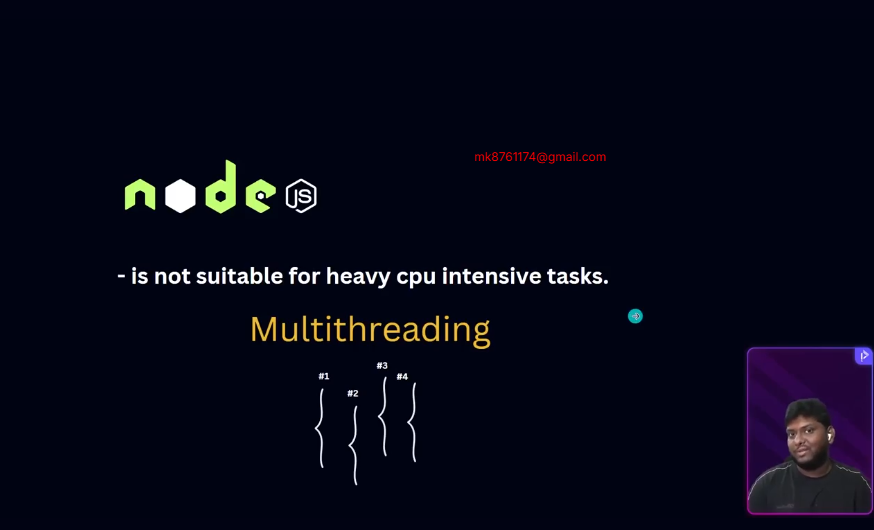 mk8761174@gmail.com
node
JS
- is not suitable for heavy cpu intensive tasks.
Multithreading
#1
#2
#3
#4